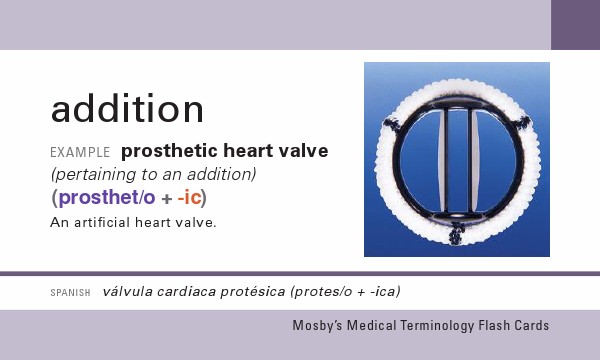 addition
EXAMPLE prosthetic heart valve
(pertaining to an addition)
(prosthet/o + -ic)
An artificial heart valve.
SPANISH válvula cardiaca protésica (protes/o + -ica)
Mosby's Medical Terminology Flash Cards